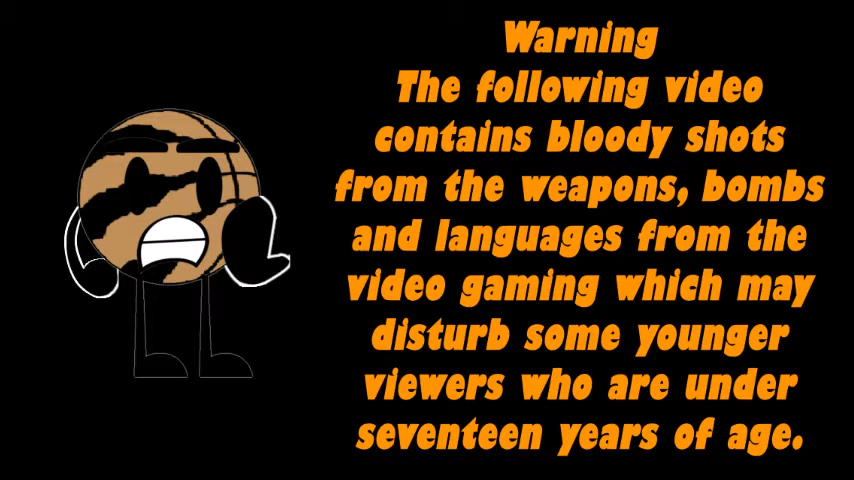 Warning
The following video
contains bloody shots
from the weapons, bombs
and languages from the
video gaming which may
disturb some younger
viewers who are under
seventeen years of age.